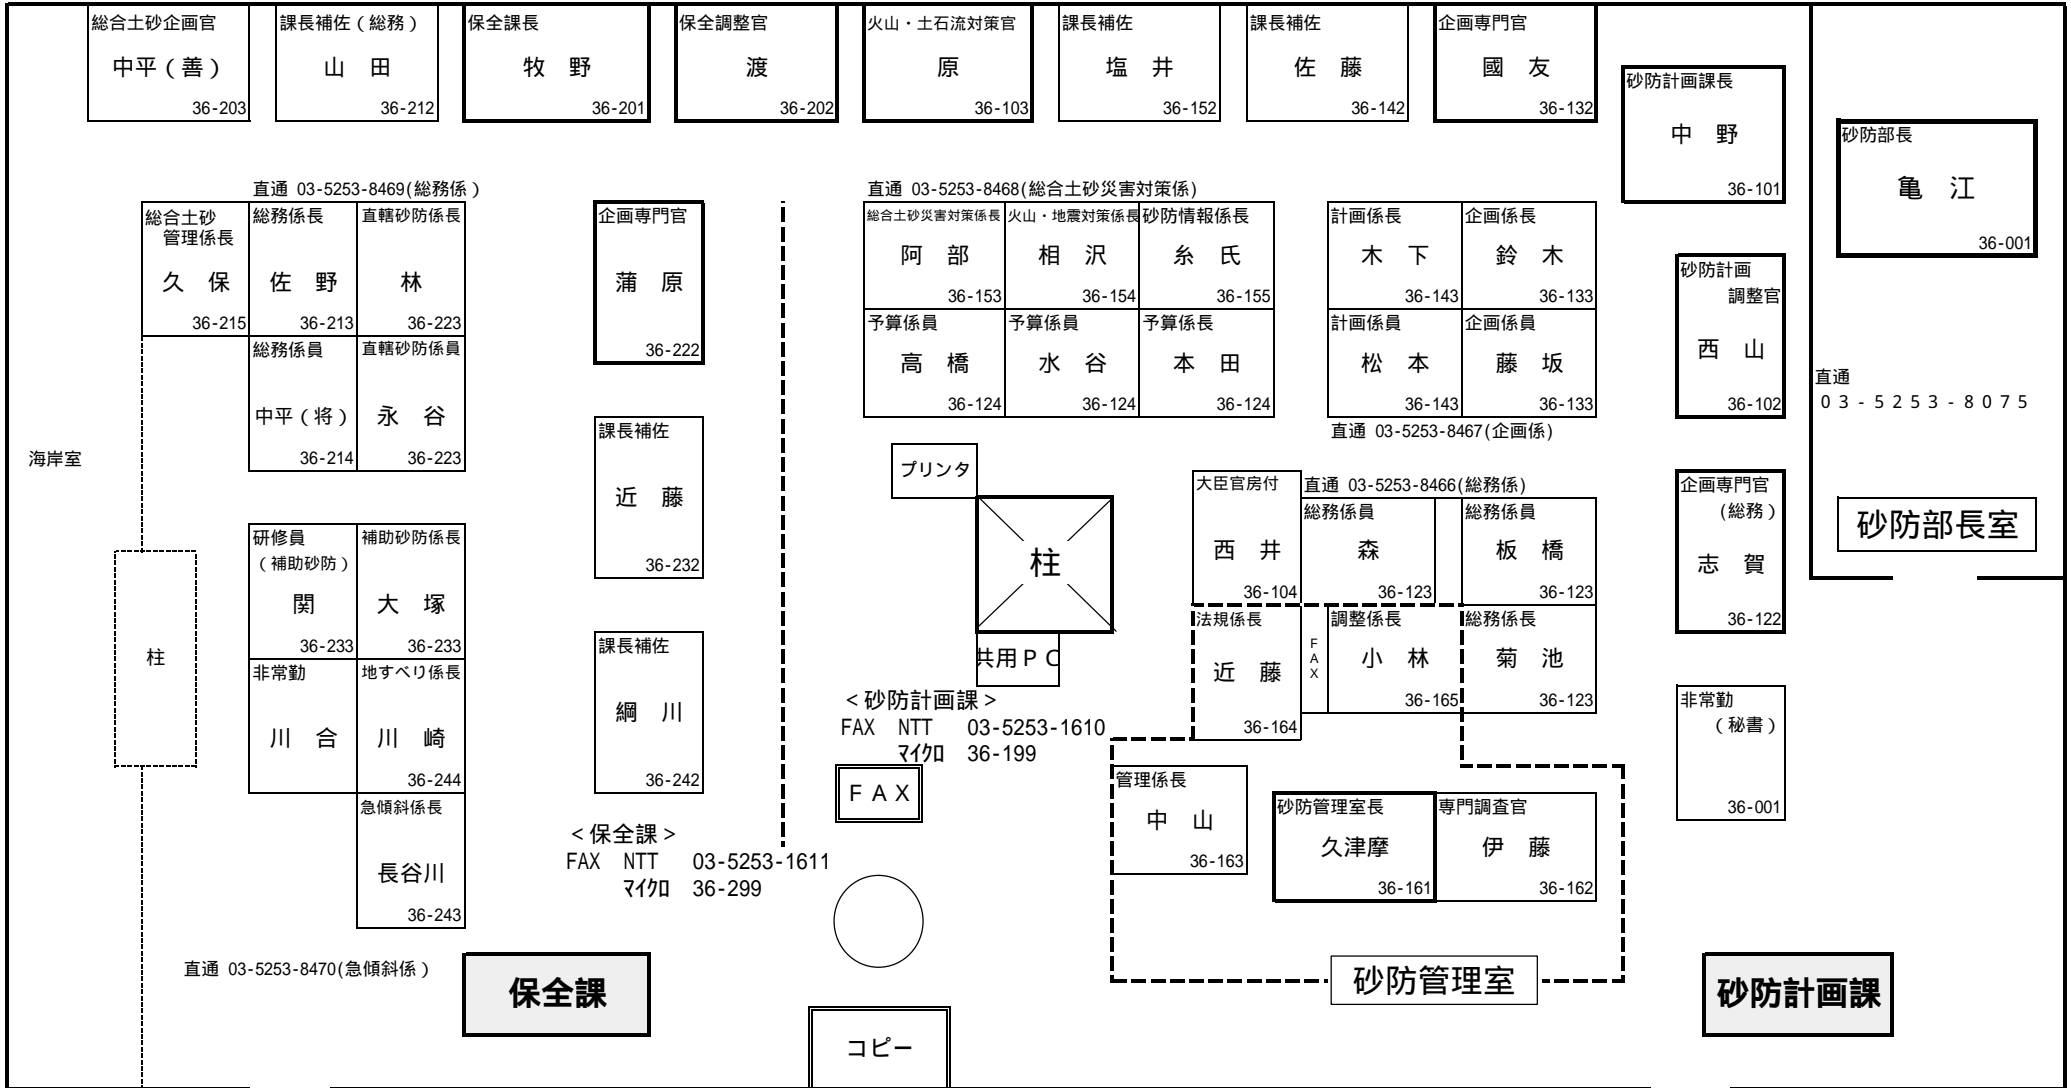 総合土砂企画官
中平（善）
36-203
課長補佐（総務）
山　田
36-212
保全課長
牧　野
36-201
保全調整官
渡
36-202
火山・土石流対策官
原
36-103
課長補佐
塩　井
36-152
課長補佐
佐　藤
36-142
企画専門官
國　友
36-132
砂防計画課長
中　野
36-101
砂防部長
亀　江
36-001
直通 03-5253-8469(総務係）
総合土砂
管理係長
久　保
36-215
総務係長
佐　野
36-213
直轄砂防係長
林
36-223
総務係員
中平（将）
36-214
直轄砂防係員
永　谷
36-223
企画専門官
蒲　原
36-222
直通 03-5253-8468(総合土砂災害対策係)
総合土砂災害対策係長
阿　部
36-153
火山・地震対策係長
相　沢
36-154
砂防情報係長
糸　氏
36-155
予算係員
高　橋
36-124
予算係員
水　谷
36-124
予算係長
本　田
36-124
計画係長
木　下
36-143
企画係長
鈴　木
36-133
計画係員
松　本
36-143
企画係員
藤　坂
36-133
直通 03-5253-8467(企画係)
砂防計画
調整官
西　山
36-102
直通
０３-５２５３-８０７５
海岸室
課長補佐
近　藤
36-232
プリンタ
柱
共用ＰＣ
大臣官房付
西　井
36-104
直通 03-5253-8466(総務係)
総務係員
森
36-123
総務係員
板　橋
36-123
企画専門官
(総務）
志　賀
36-122
砂防部長室
研修員
（補助砂防）
関
36-233
補助砂防係長
大　塚
36-233
柱
非常勤
川　合
地すべり係長
川　崎
36-244
急傾斜係長
長谷川
36-243
課長補佐
綱　川
36-242
法規係長
近　藤
36-164
FAX
調整係長
小　林
36-165
総務係長
菊　池
36-123
＜砂防計画課＞
FAX　NTT　03-5253-1610
ﾏｲｸﾛ　36-199
ＦＡＸ
非常勤
（秘書）
36-001
管理係長
中　山
36-163
砂防管理室長
久津摩
36-161
専門調査官
伊　藤
36-162
＜保全課＞
FAX　NTT　03-5253-1611
ﾏｲｸﾛ　36-299
直通 03-5253-8470(急傾斜係）
保全課
砂防管理室
砂防計画課
コピー